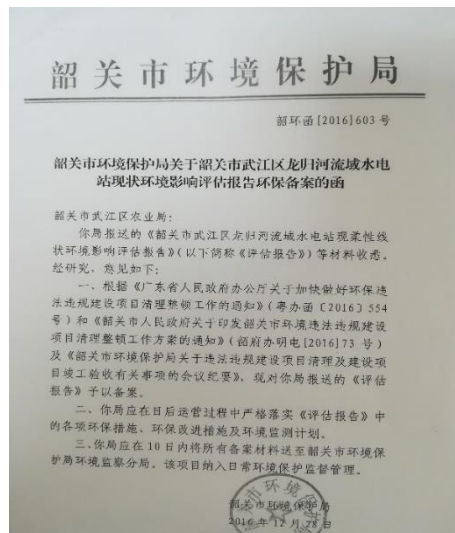 韶关市环境保护局
韶环函[2016]603号
韶关市环境保护局关于韶关市武江区龙归河流域水电
站现状环境影响评估报告环保备案的函
韶关市武江区农业局：
你局报送的《韶关市武江区龙归河流域水电站现柔性线
状环境影响评估报告》（以下简称《评估报告》）等材料收悉。
经研究，意见如下：
一、根据《广东省人民政府办公厅关于加快做好环保违
法违规建设项目清理整顿工作的通知》（粤办函【2016】554
号）和《韶关市人民政府关于印发韶关市环境违法违规建设
项目清理整顿工作方案的通知》（韶府办明电[2016]73 号）
及《韶关市环境保护局关于违法违规建设项目清理及建设项
目竣工验收有关事项的会议纪要》，现对你局报送的《评估
报告》予以备案。
二、你局应在日后运营过程中严格落实《评估报告》中
的各项环保措施、环保改进措施及环境监测计划。
三、你局应在 10 日内将所有备案材料送至韶关市环境保
护局环境监察分局。该项目纳入日常环境保护监督管理。
韶关市环境保护局
2016 年 12 月 28 日